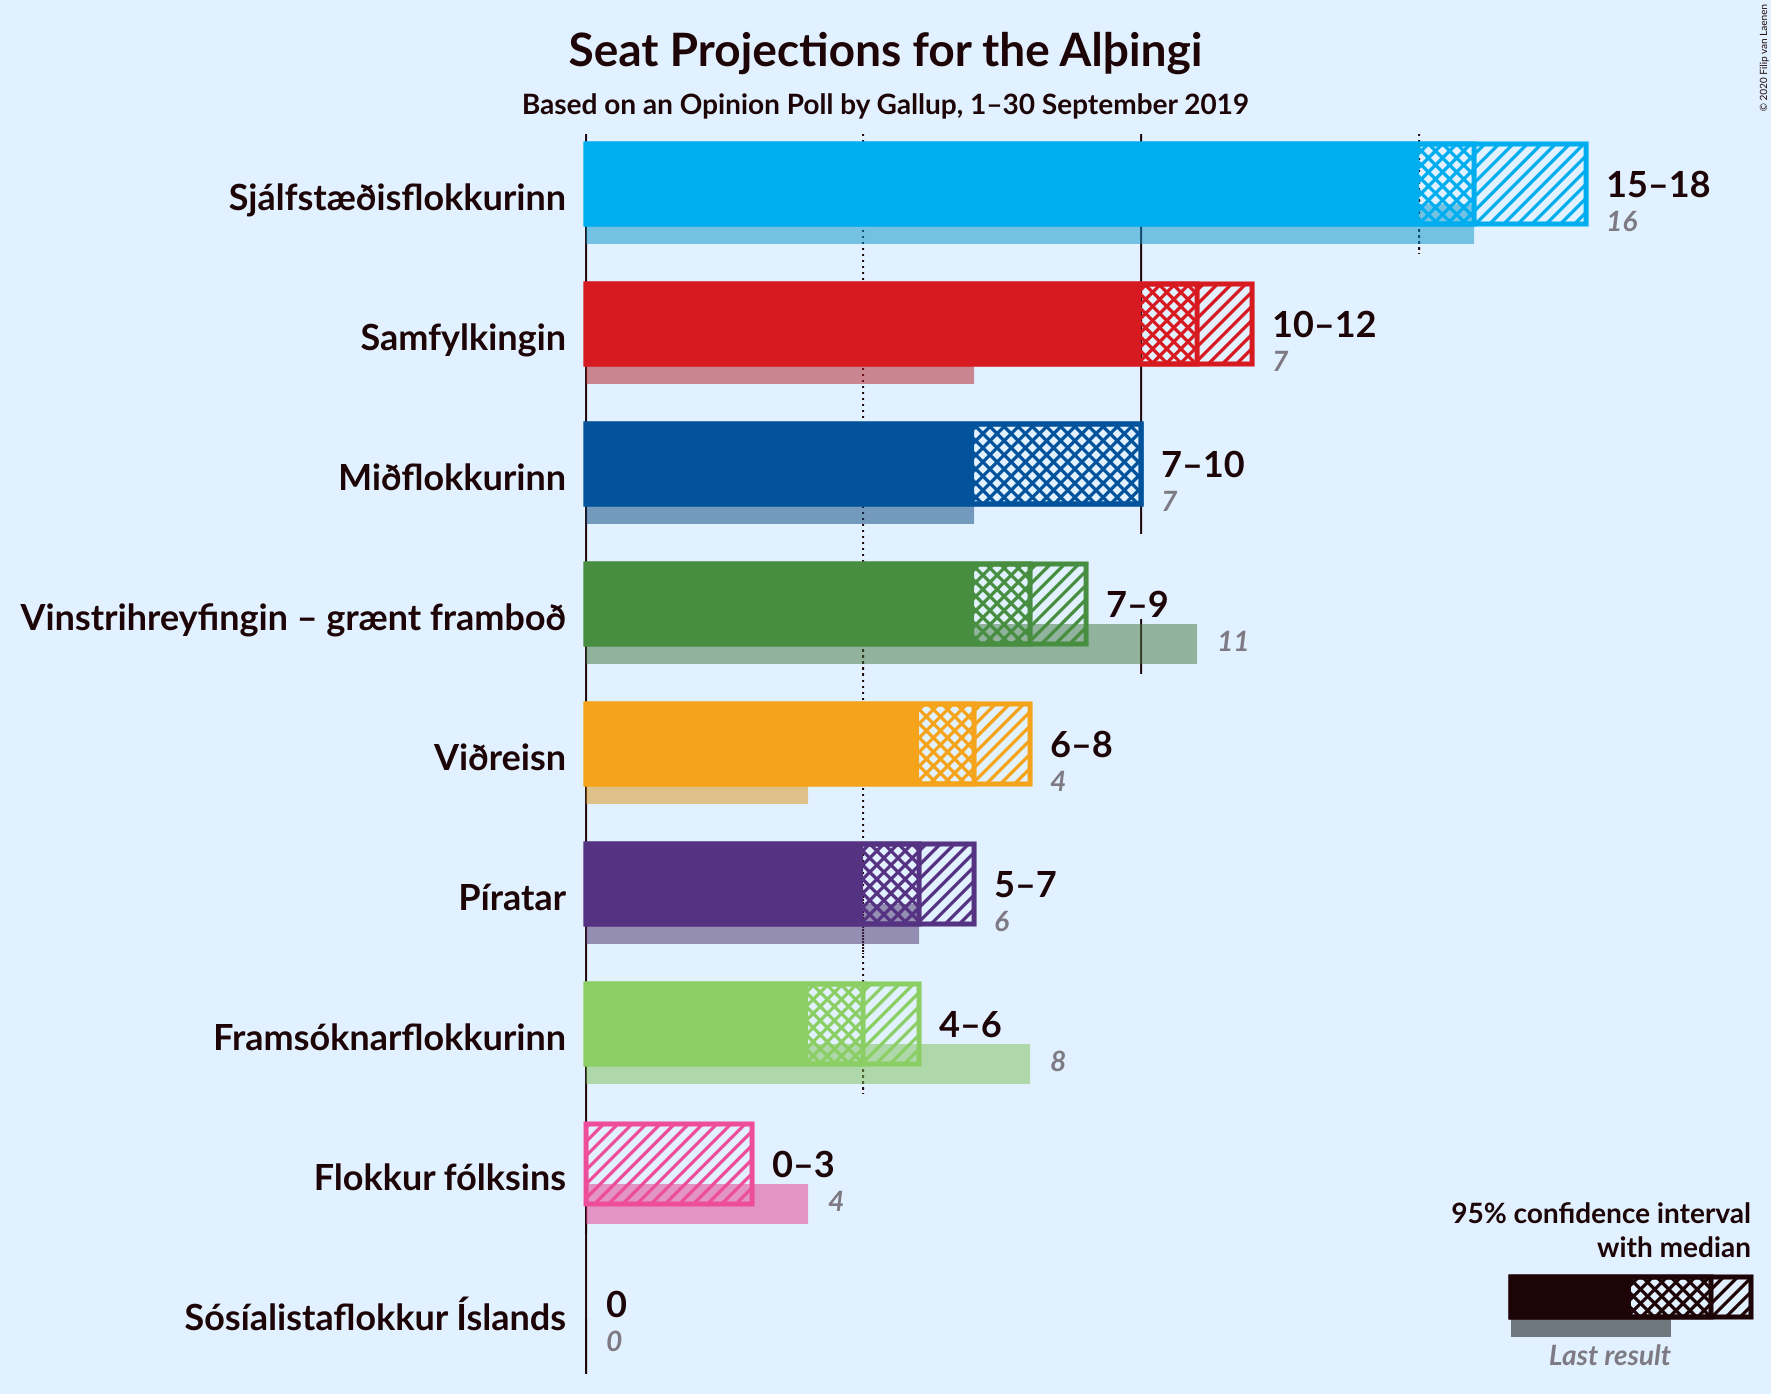 Seat Projections for the Alþingi
Based on an Opinion Poll by Gallup, 1–30 September 2019
© 2020 Filip van Laenen
Sjálfstæðisflokkurinn
15–18
16
Samfylkingin
10–12
7
Miðflokkurinn
7–10
7
Vinstrihreyfingin – grænt framboð
7–9
11
Viðreisn
6–8
4
Píratar
5–7
6
Framsóknarflokkurinn
4–6
8
Flokkur fólksins
0–3
4
Sósíalistaflokkur Íslands
0
0
95% confidence interval
with median
Last result